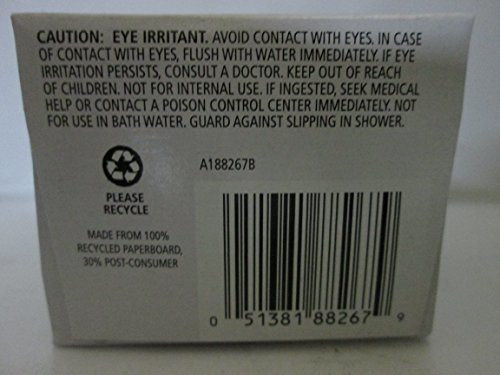 CAUTION: EYE IRRITANT. AVOID CONTACT WITH EYES. IN CASE
OF CONTACT WITH EYES, FLUSH WITH WATER IMMEDIATELY. IF EYE
IRRITATION PERSISTS, CONSULT A DOCTOR. KEEP OUT OF REACH
OF CHILDREN. NOT FOR INTERNAL USE. IF INGESTED, SEEK MEDICAL
HELP OR CONTACT A POISON CONTROL CENTER IMMEDIATELY. NOT
FOR USE IN BATH WATER. GUARD AGAINST SLIPPING IN SHOWER.
A188267B
PLEASE
RECYCLE
MADE FROM 100%
RECYCLED PAPERBOARD,
30% POST-CONSUMER
0 51381 88267 9